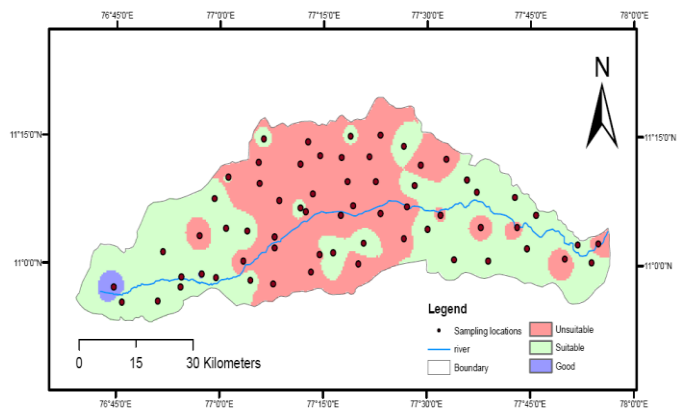 76°45'0"E 77°0'0"E 77°15'0"E 77°30'0"E 77°45'0"E 78°0'0"E
N
11°15'0"N 11°15'0"N
11°0'0"N 11°0'0"N
Legend
Sampling locations
river
Boundary
Unsuitable
Suitable
Good
0 15 30 Kilometers
76°45'0"E 77°0'0"E 77°15'0"E 77°30'0"E 77°45'0"E 78°0'0"E